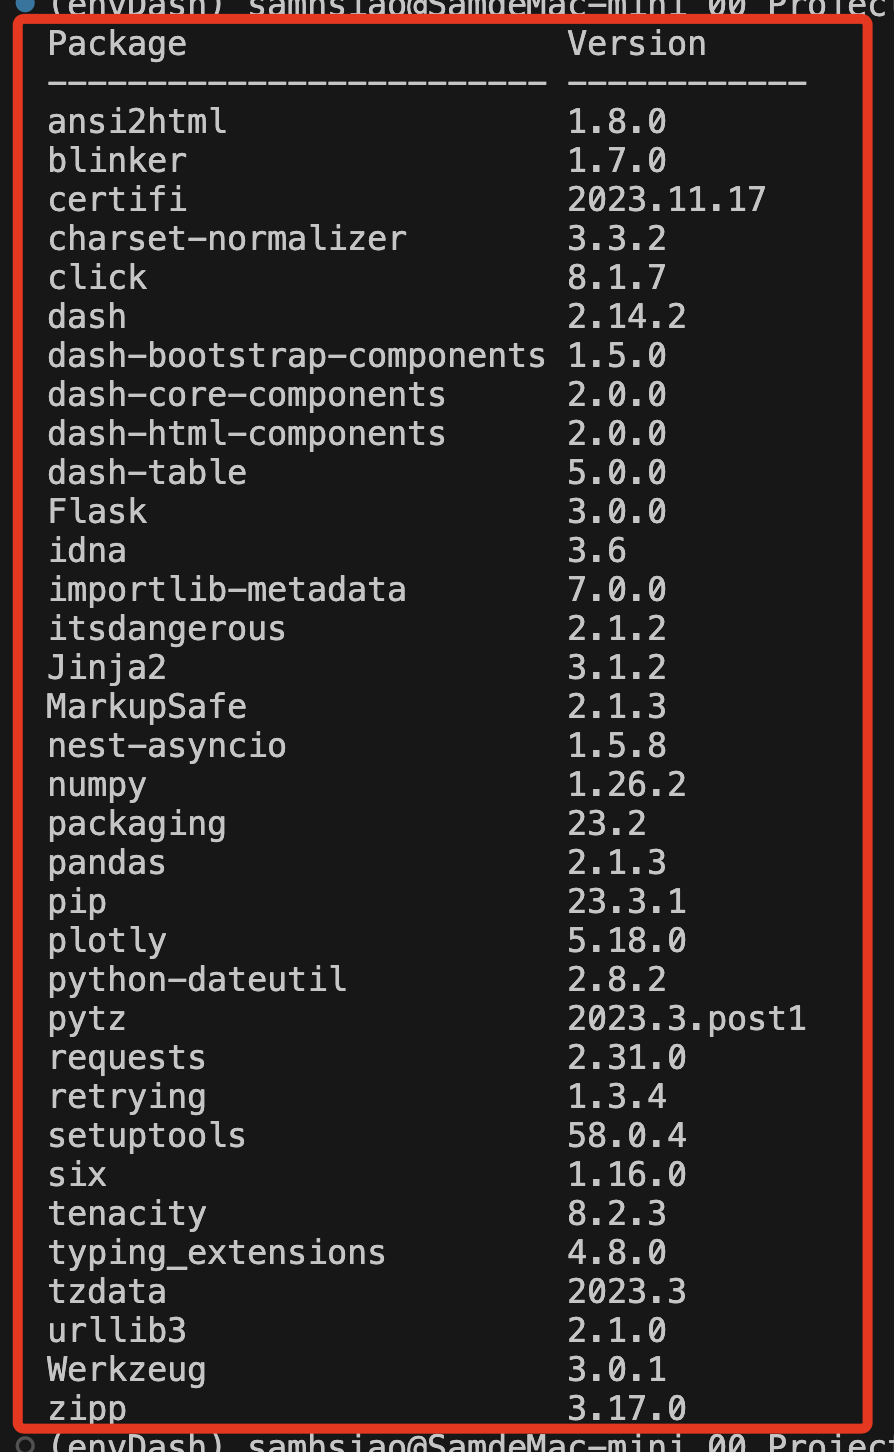 (envDash) samhsiao@SamdeMac-mini 00_Projec
Package                   Version
------------------------- ------------
ansi2html                 1.8.0
blinker                   1.7.0
certifi                   2023.11.17
charset-normalizer        3.3.2
click                     8.1.7
dash                      2.14.2
dash-bootstrap-components 1.5.0
dash-core-components      2.0.0
dash-html-components      2.0.0
dash-table                5.0.0
Flask                     3.0.0
idna                      3.6
importlib-metadata        7.0.0
itsdangerous              2.1.2
Jinja2                    3.1.2
MarkupSafe                2.1.3
nest-asyncio              1.5.8
numpy                     1.26.2
packaging                 23.2
pandas                    2.1.3
pip                       23.3.1
plotly                    5.18.0
python-dateutil           2.8.2
pytz                      2023.3.post1
requests                  2.31.0
retrying                  1.3.4
setuptools                58.0.4
six                       1.16.0
tenacity                  8.2.3
typing_extensions         4.8.0
tzdata                    2023.3
urllib3                   2.1.0
Werkzeug                  3.0.1
zipp                      3.17.0
(envDash) samhsiao@SamdeMac-mini 00_Projec